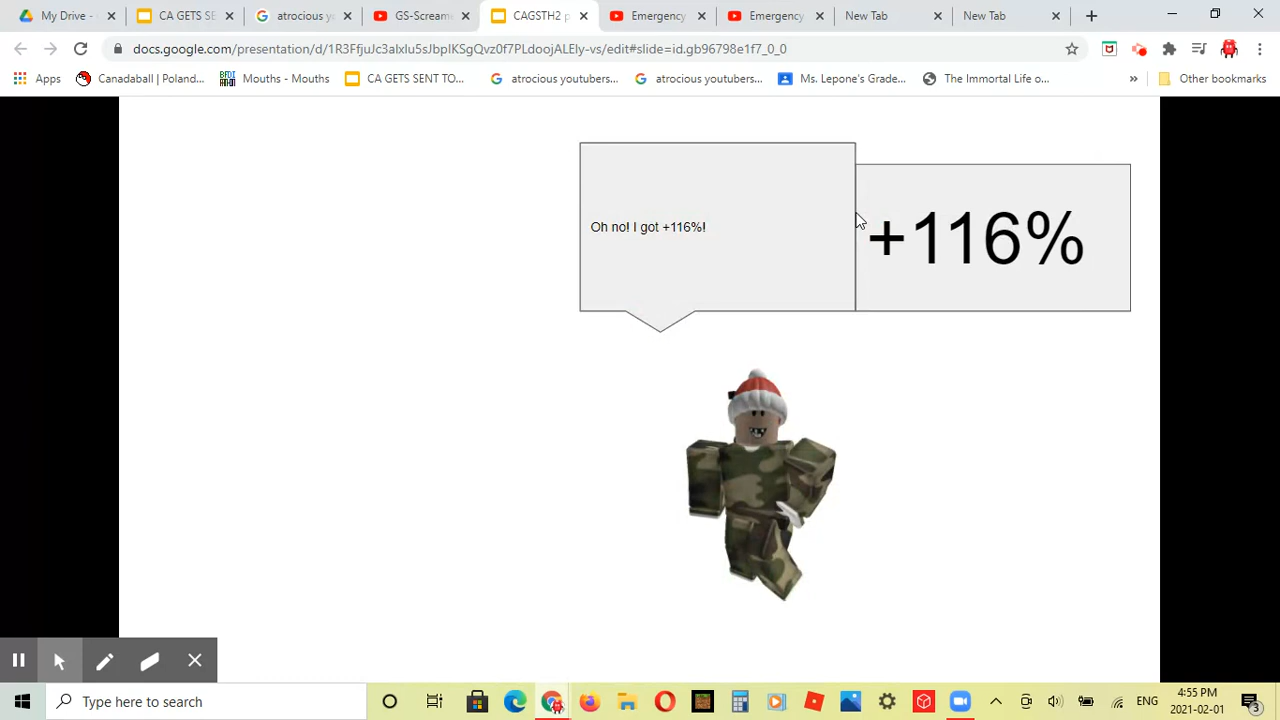 My Drive -
CA GETS SE
atrocious y
GS-Scream
CAGSTH2 p
Emergency
Emergency
New Tab
New Tab
docs.google.com/presentation/d/1R3FfjuJc3alxlu5sJbpIKSgQvz0f7PLdoojALEIy-vs/edit#slide=id.gb96798e1f7_0_0
Apps
Canadaball | Poland...
BFDI
Mouths - Mouths
CA GETS SENT TO...
atrocious youtubers...
atrocious youtubers...
Ms. Lepone's Grade...
The Immortal Life o
»
Other bookmarks
Oh no! I got +116%!
+116%
Type here to search
ENG
4:55 PM
2021-02-01
3